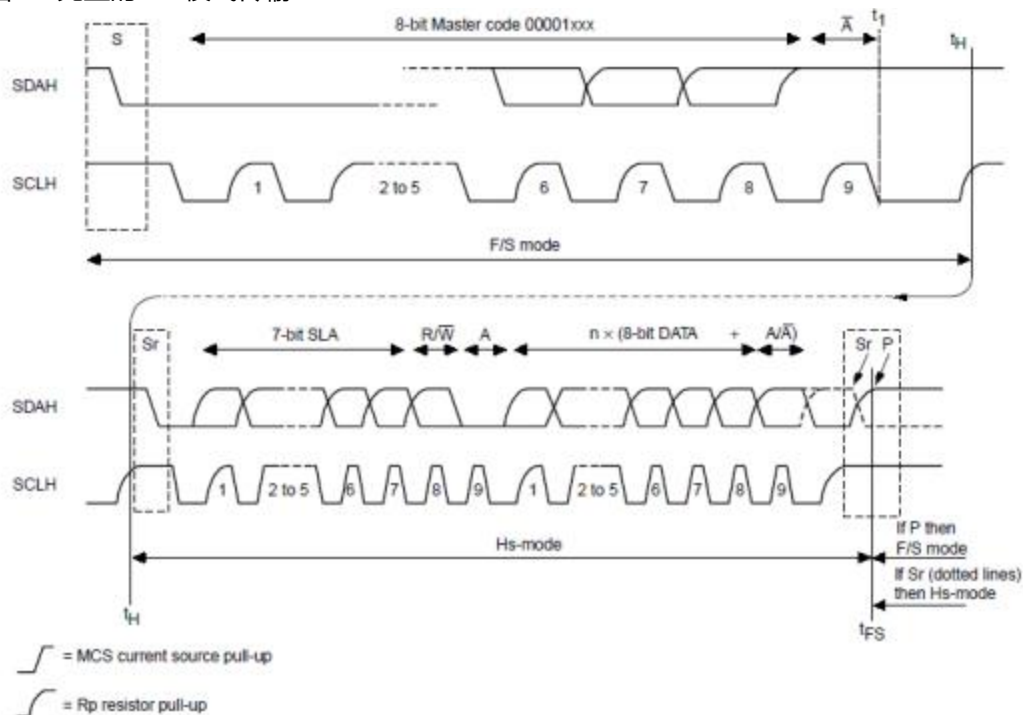 S
8-bit Master code 00001xxx
A
t1
tH
SDAH
SCLH
1
2 to 5
6
7
8
9
F/S mode
Sr
7-bit SLA
R/W
A
n × (8-bit DATA + A/A)
Sr P
SDAH
SCLH
1
2 to 5
6
7
8
9
1
2 to 5
6
7
8
9
If P then
F/S mode
Hs-mode
If Sr (dotted lines)
then Hs-mode
tH
tFS
= MCS current source pull-up
= Rp resistor pull-up